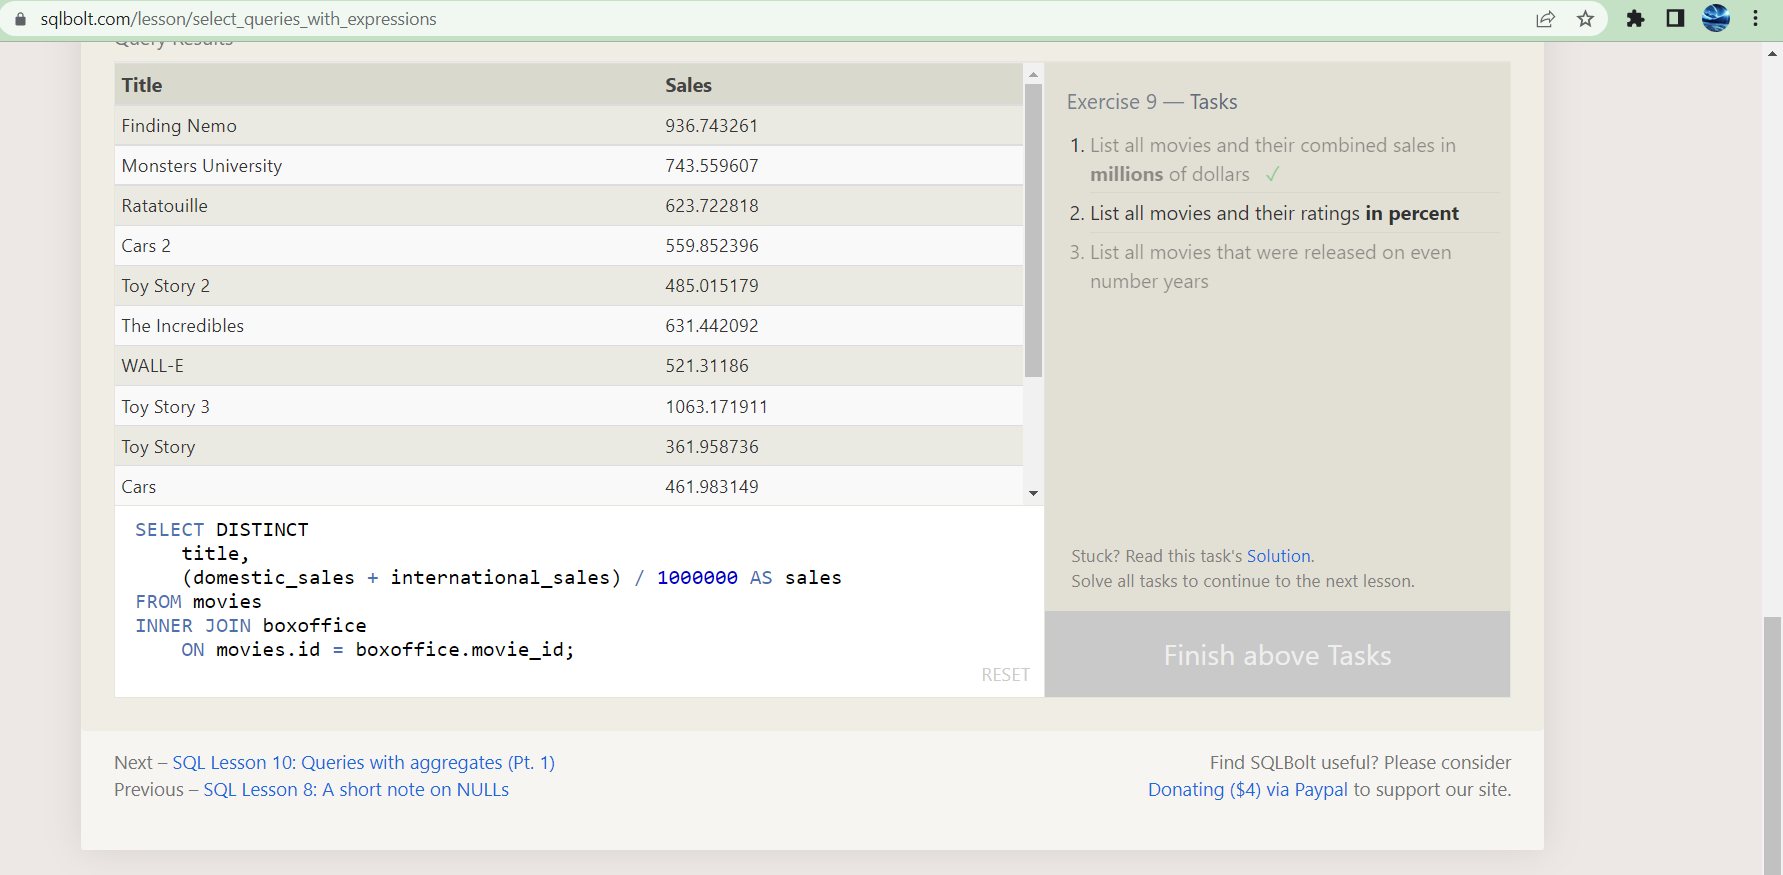 sqlbolt.com/lesson/select_queries_with_expressions
Query Results
Title Sales
Finding Nemo 936.743261
Monsters University 743.559607
Ratatouille 623.722818
Cars 2 559.852396
Toy Story 2 485.015179
The Incredibles 631.442092
WALL-E 521.31186
Toy Story 3 1063.171911
Toy Story 361.958736
Cars 461.983149
SELECT DISTINCT
title,
(domestic_sales + international_sales) / 1000000 AS sales
FROM movies
INNER JOIN boxoffice
ON movies.id = boxoffice.movie_id;
RESET
Exercise 9 — Tasks
1. List all movies and their combined sales in
millions of dollars ✓
2. List all movies and their ratings in percent
3. List all movies that were released on even
number years
Stuck? Read this task's Solution.
Solve all tasks to continue to the next lesson.
Finish above Tasks
Next – SQL Lesson 10: Queries with aggregates (Pt. 1)
Previous – SQL Lesson 8: A short note on NULLs
Find SQLBolt useful? Please consider
Donating ($4) via Paypal to support our site.